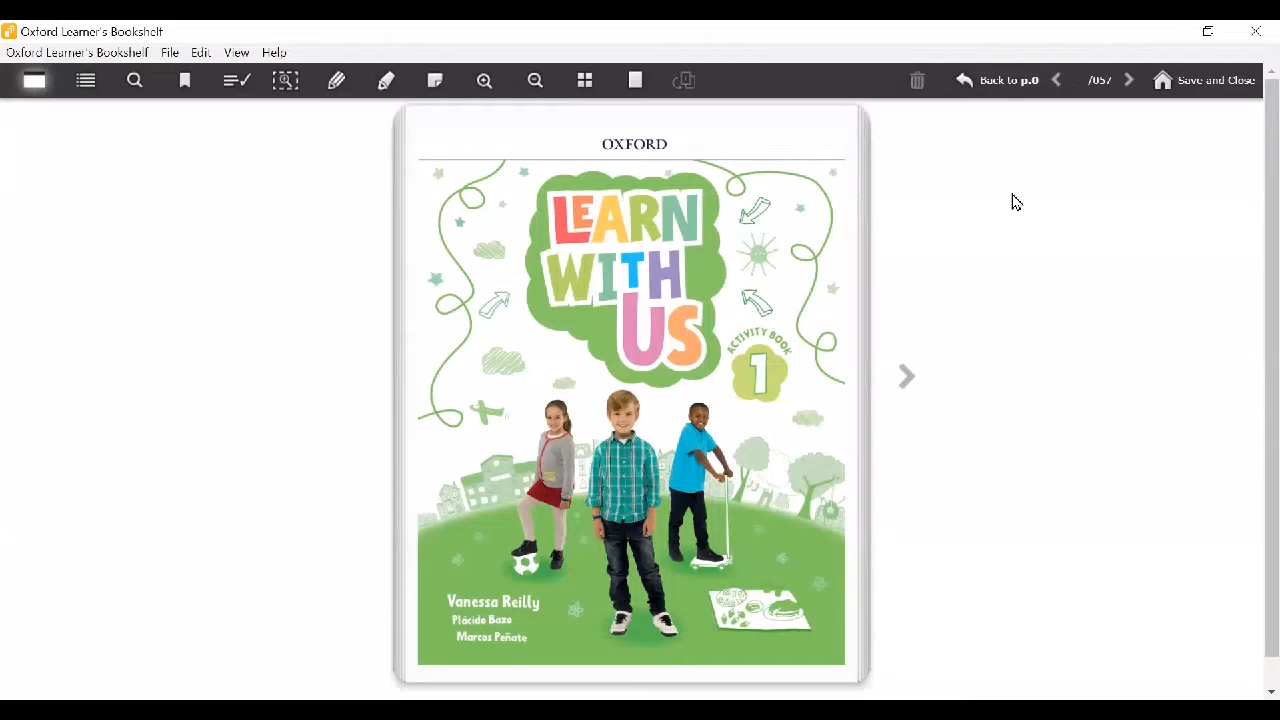 Oxford Learner's Bookshelf
Oxford Learner's Bookshelf File Edit View Help
Back to p.0 /057 Save and Close
OXFORD
LEARN
WITH
US
ACTIVITY BOOK
1
Vanessa Reilly
Plácido Bazo
Marcos Peñate